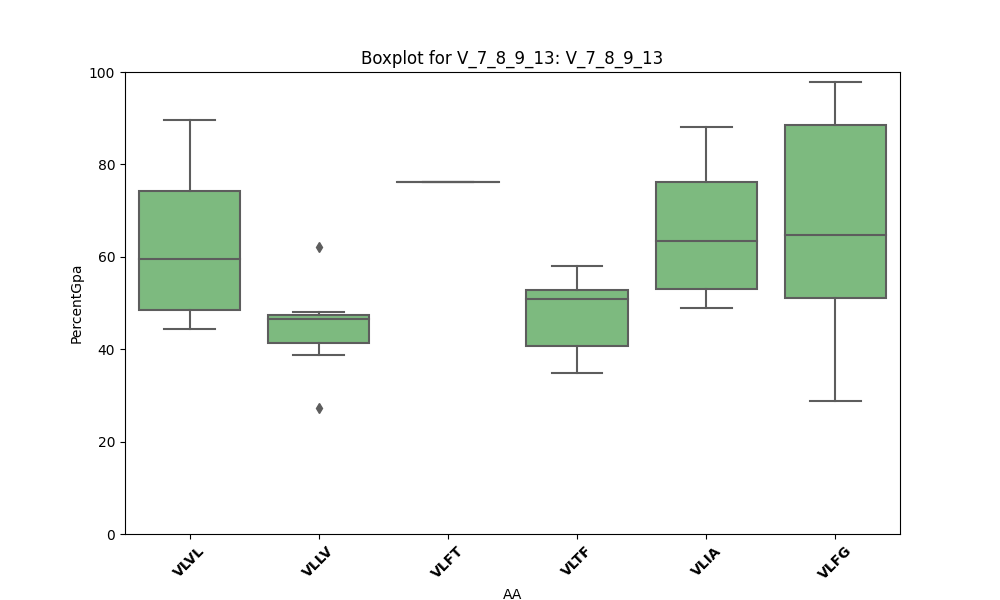 Boxplot for V_7_8_9_13: V_7_8_9_13
100
80
60
40
20
0
PercentGpa
VLVL
VLLV
VLFT
VLTF
VLIA
VLFG
AA